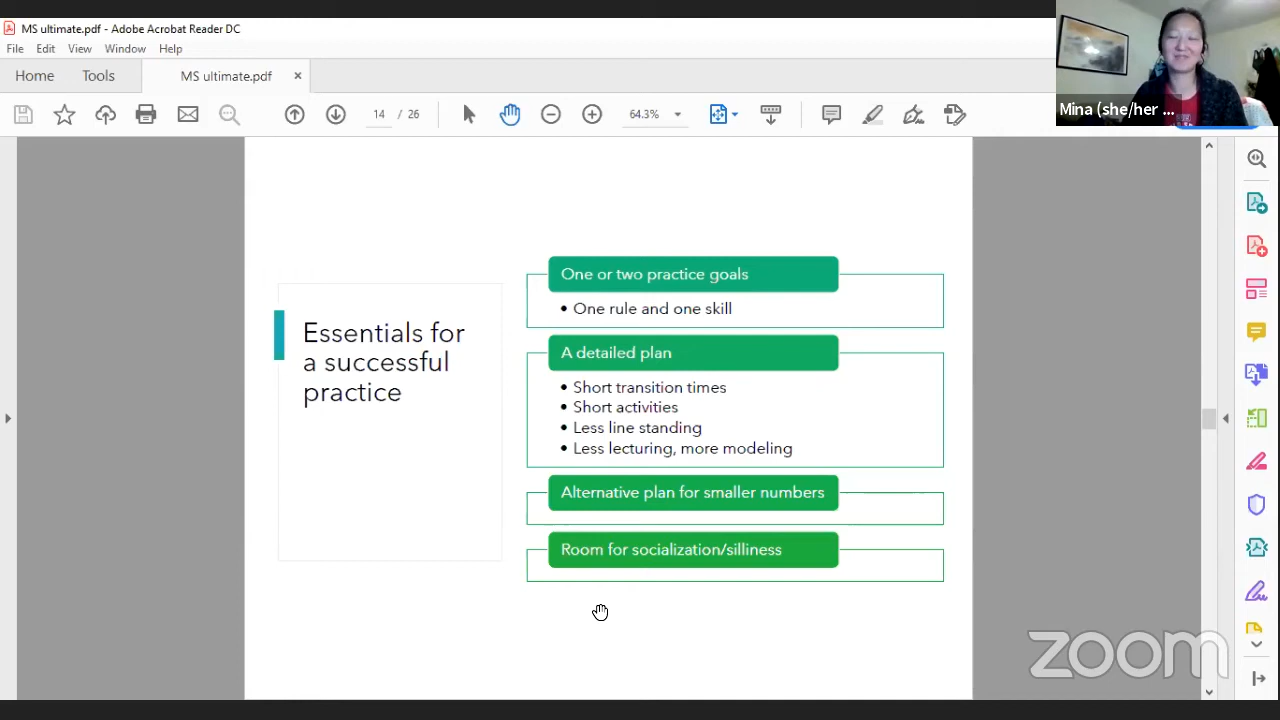 MS ultimate.pdf - Adobe Acrobat Reader DC
File Edit View Window Help
Home Tools MS ultimate.pdf ×
14 / 26 64.3%
Mina (she/her ...
Essentials for
a successful
practice
One or two practice goals
• One rule and one skill
A detailed plan
• Short transition times
• Short activities
• Less line standing
• Less lecturing, more modeling
Alternative plan for smaller numbers
Room for socialization/silliness
zoom